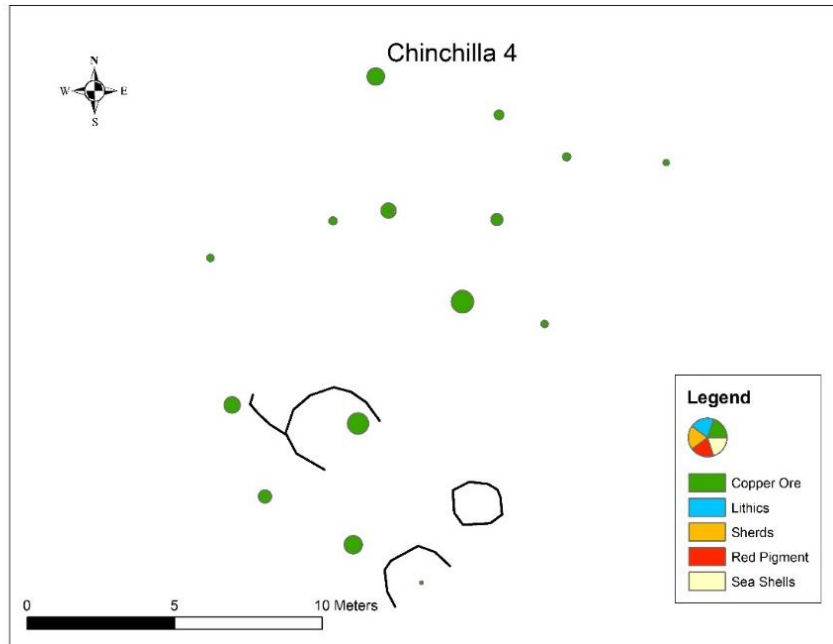 Chinchilla 4
N
W E
S
Legend
Copper Ore
Lithics
Sherds
Red Pigment
Sea Shells
0 5 10 Meters